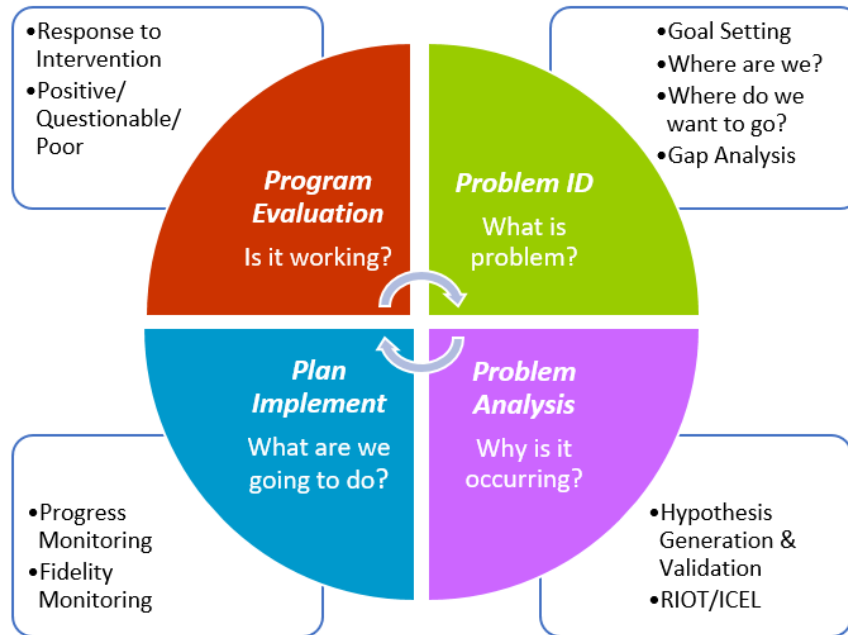 •Response to
Intervention
•Positive/
Questionable/
Poor
•Goal Setting
•Where are we?
•Where do we
want to go?
•Gap Analysis
Program
Evaluation
Is it working?
Problem ID
What is
problem?
Plan
Implement
What are we
going to do?
Problem
Analysis
Why is it
occurring?
•Progress
Monitoring
•Fidelity
Monitoring
•Hypothesis
Generation &
Validation
•RIOT/ICEL